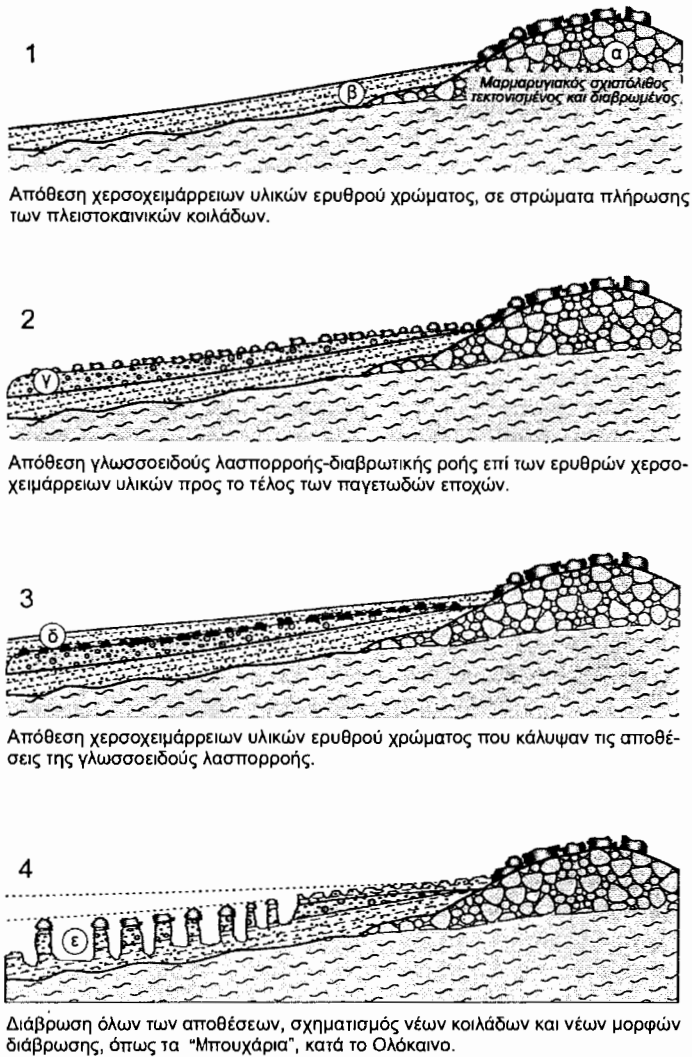 1
α
β
Μαρμαρυγιακός σχιστόλιθος
τεκτονισμένος και διαβρωμένος
Απόθεση χερσοχειμάρρειων υλικών ερυθρού χρώματος, σε στρώματα πλήρωσης
των πλειστοκαινικών κοιλάδων.
2
γ
Απόθεση γλωσσοειδούς λασπορροής-διαβρωτικής ροής επί των ερυθρών χερσο-
χειμάρρειων υλικών προς το τέλος των παγετωδών εποχών.
3
δ
Απόθεση χερσοχειμάρρειων υλικών ερυθρού χρώματος που κάλυψαν τις αποθέ-
σεις της γλωσσοειδούς λασπορροής.
4
ε
Διάβρωση όλων των αποθέσεων, σχηματισμός νέων κοιλάδων και νέων μορφών
διάβρωσης, όπως τα "Μπουχάρια", κατά το Ολόκαινο.